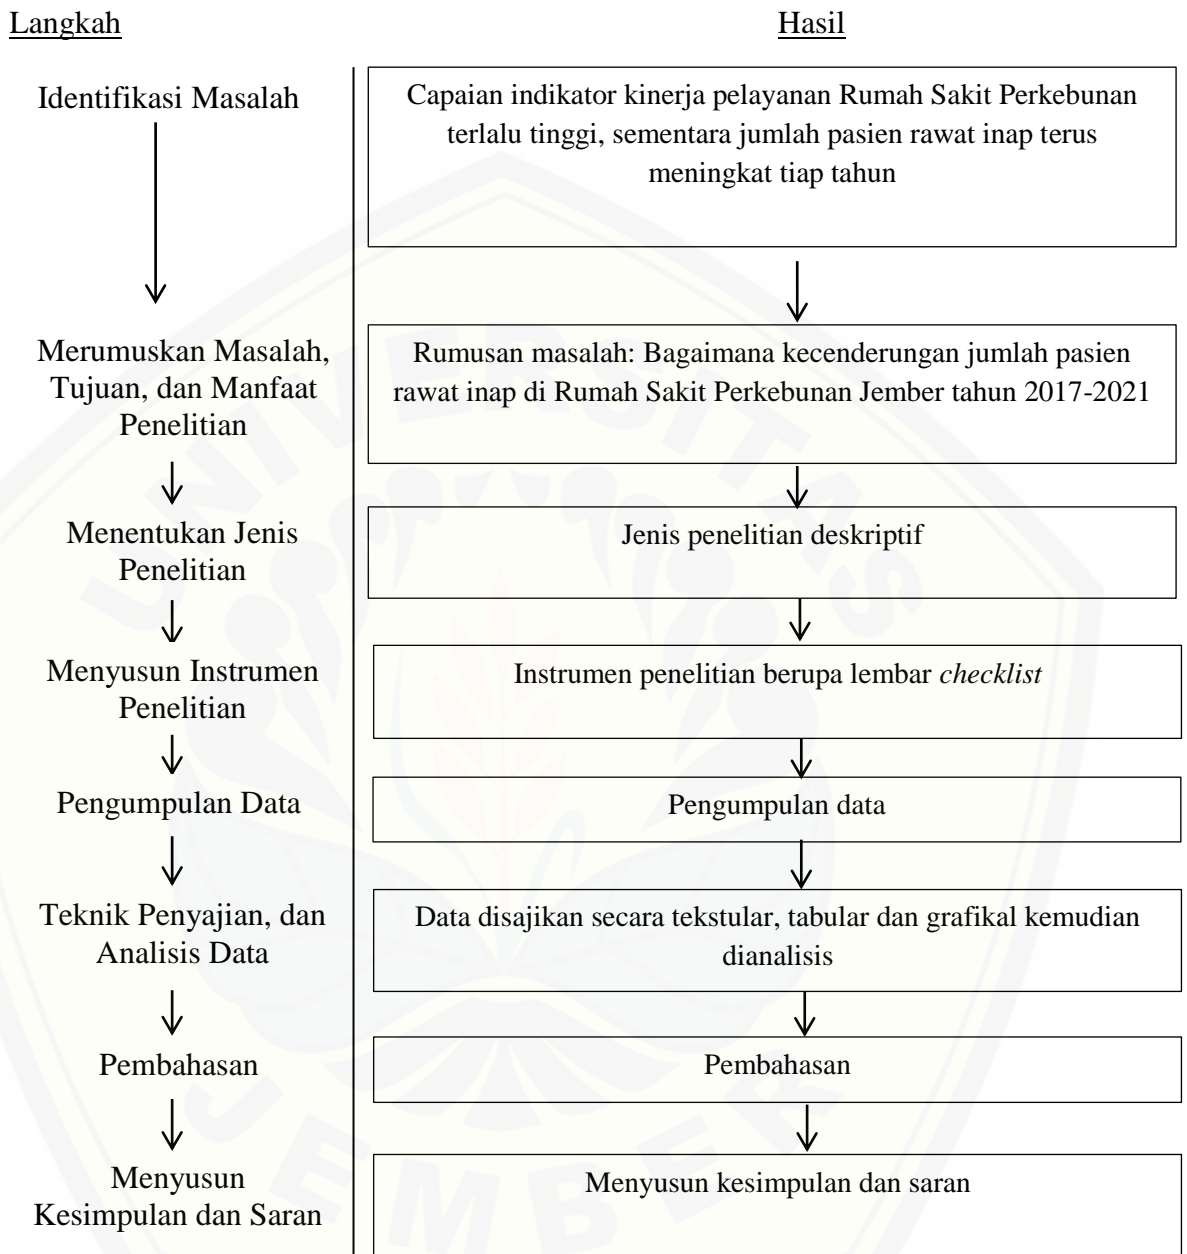 Langkah
Hasil
Identifikasi Masalah
Capaian indikator kinerja pelayanan Rumah Sakit Perkebunan
terlalu tinggi, sementara jumlah pasien rawat inap terus
meningkat tiap tahun
Merumuskan Masalah,
Tujuan, dan Manfaat
Penelitian
Rumusan masalah: Bagaimana kecenderungan jumlah pasien
rawat inap di Rumah Sakit Perkebunan Jember tahun 2017-2021
Menentukan Jenis
Penelitian
Jenis penelitian deskriptif
Menyusun Instrumen
Penelitian
Instrumen penelitian berupa lembar checklist
Pengumpulan Data
Pengumpulan data
Teknik Penyajian, dan
Analisis Data
Data disajikan secara tekstular, tabular dan grafikal kemudian
dianalisis
Pembahasan
Pembahasan
Menyusun
Kesimpulan dan Saran
Menyusun kesimpulan dan saran
UNIVERSITAS
JEMBER